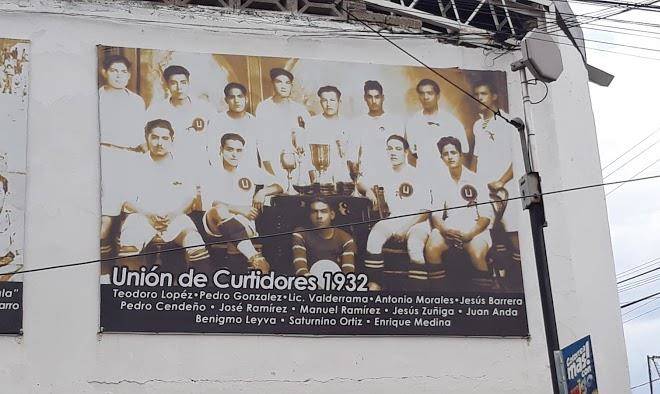 Unión de Curtidores 1932
Teodoro Lopéz•Pedro Gonzalez•Lic. Valderrama•Antonio Morales•Jesús Barrera
Pedro Cendeño • José Ramírez • Manuel Ramírez • Jesús Zuñiga • Juan Anda
Benigmo Leyva • Saturnino Ortiz • Enrique Medina
U
U
U
U